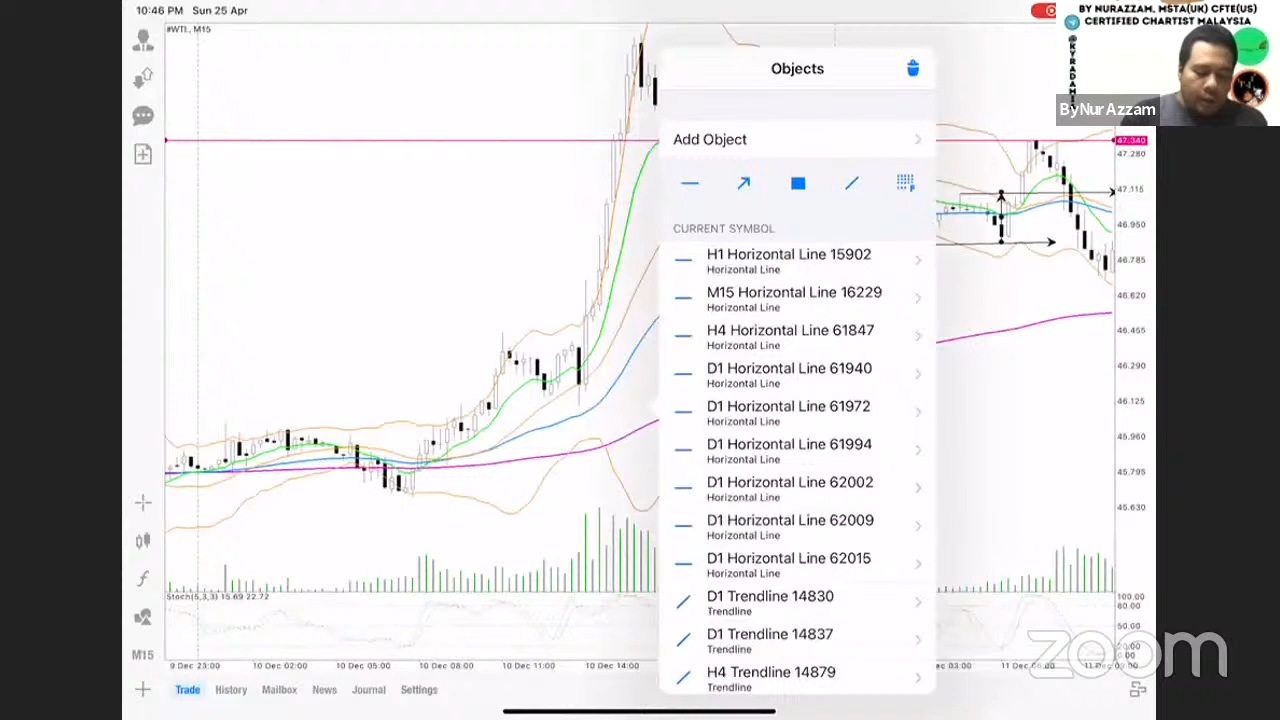 10:46 PM Sun 25 Apr
BY NURAZZAM, MSTA(UK) CFTE(US)
CERTIFIED CHARTIST MALAYSIA
ByNur Azzam
#WTI., M15
Objects
Add Object
CURRENT SYMBOL
H1 Horizontal Line 15902
Horizontal Line
M15 Horizontal Line 16229
Horizontal Line
H4 Horizontal Line 61847
Horizontal Line
D1 Horizontal Line 61940
Horizontal Line
D1 Horizontal Line 61972
Horizontal Line
D1 Horizontal Line 61994
Horizontal Line
D1 Horizontal Line 62002
Horizontal Line
D1 Horizontal Line 62009
Horizontal Line
D1 Horizontal Line 62015
Horizontal Line
D1 Trendline 14830
Trendline
D1 Trendline 14837
Trendline
H4 Trendline 14879
Trendline
47.340
47.280
47.115
46.950
46.785
46.620
46.455
46.290
46.125
45.960
45.795
45.630
Stoch(5,3,3) 15.69 22.72
100.00
80.00
50.00
0.00
M15
9 Dec 23:00
10 Dec 02:00
10 Dec 05:00
10 Dec 08:00
10 Dec 11:00
10 Dec 14:00
11 Dec 06:00
zoom
Trade
History
Mailbox
News
Journal
Settings